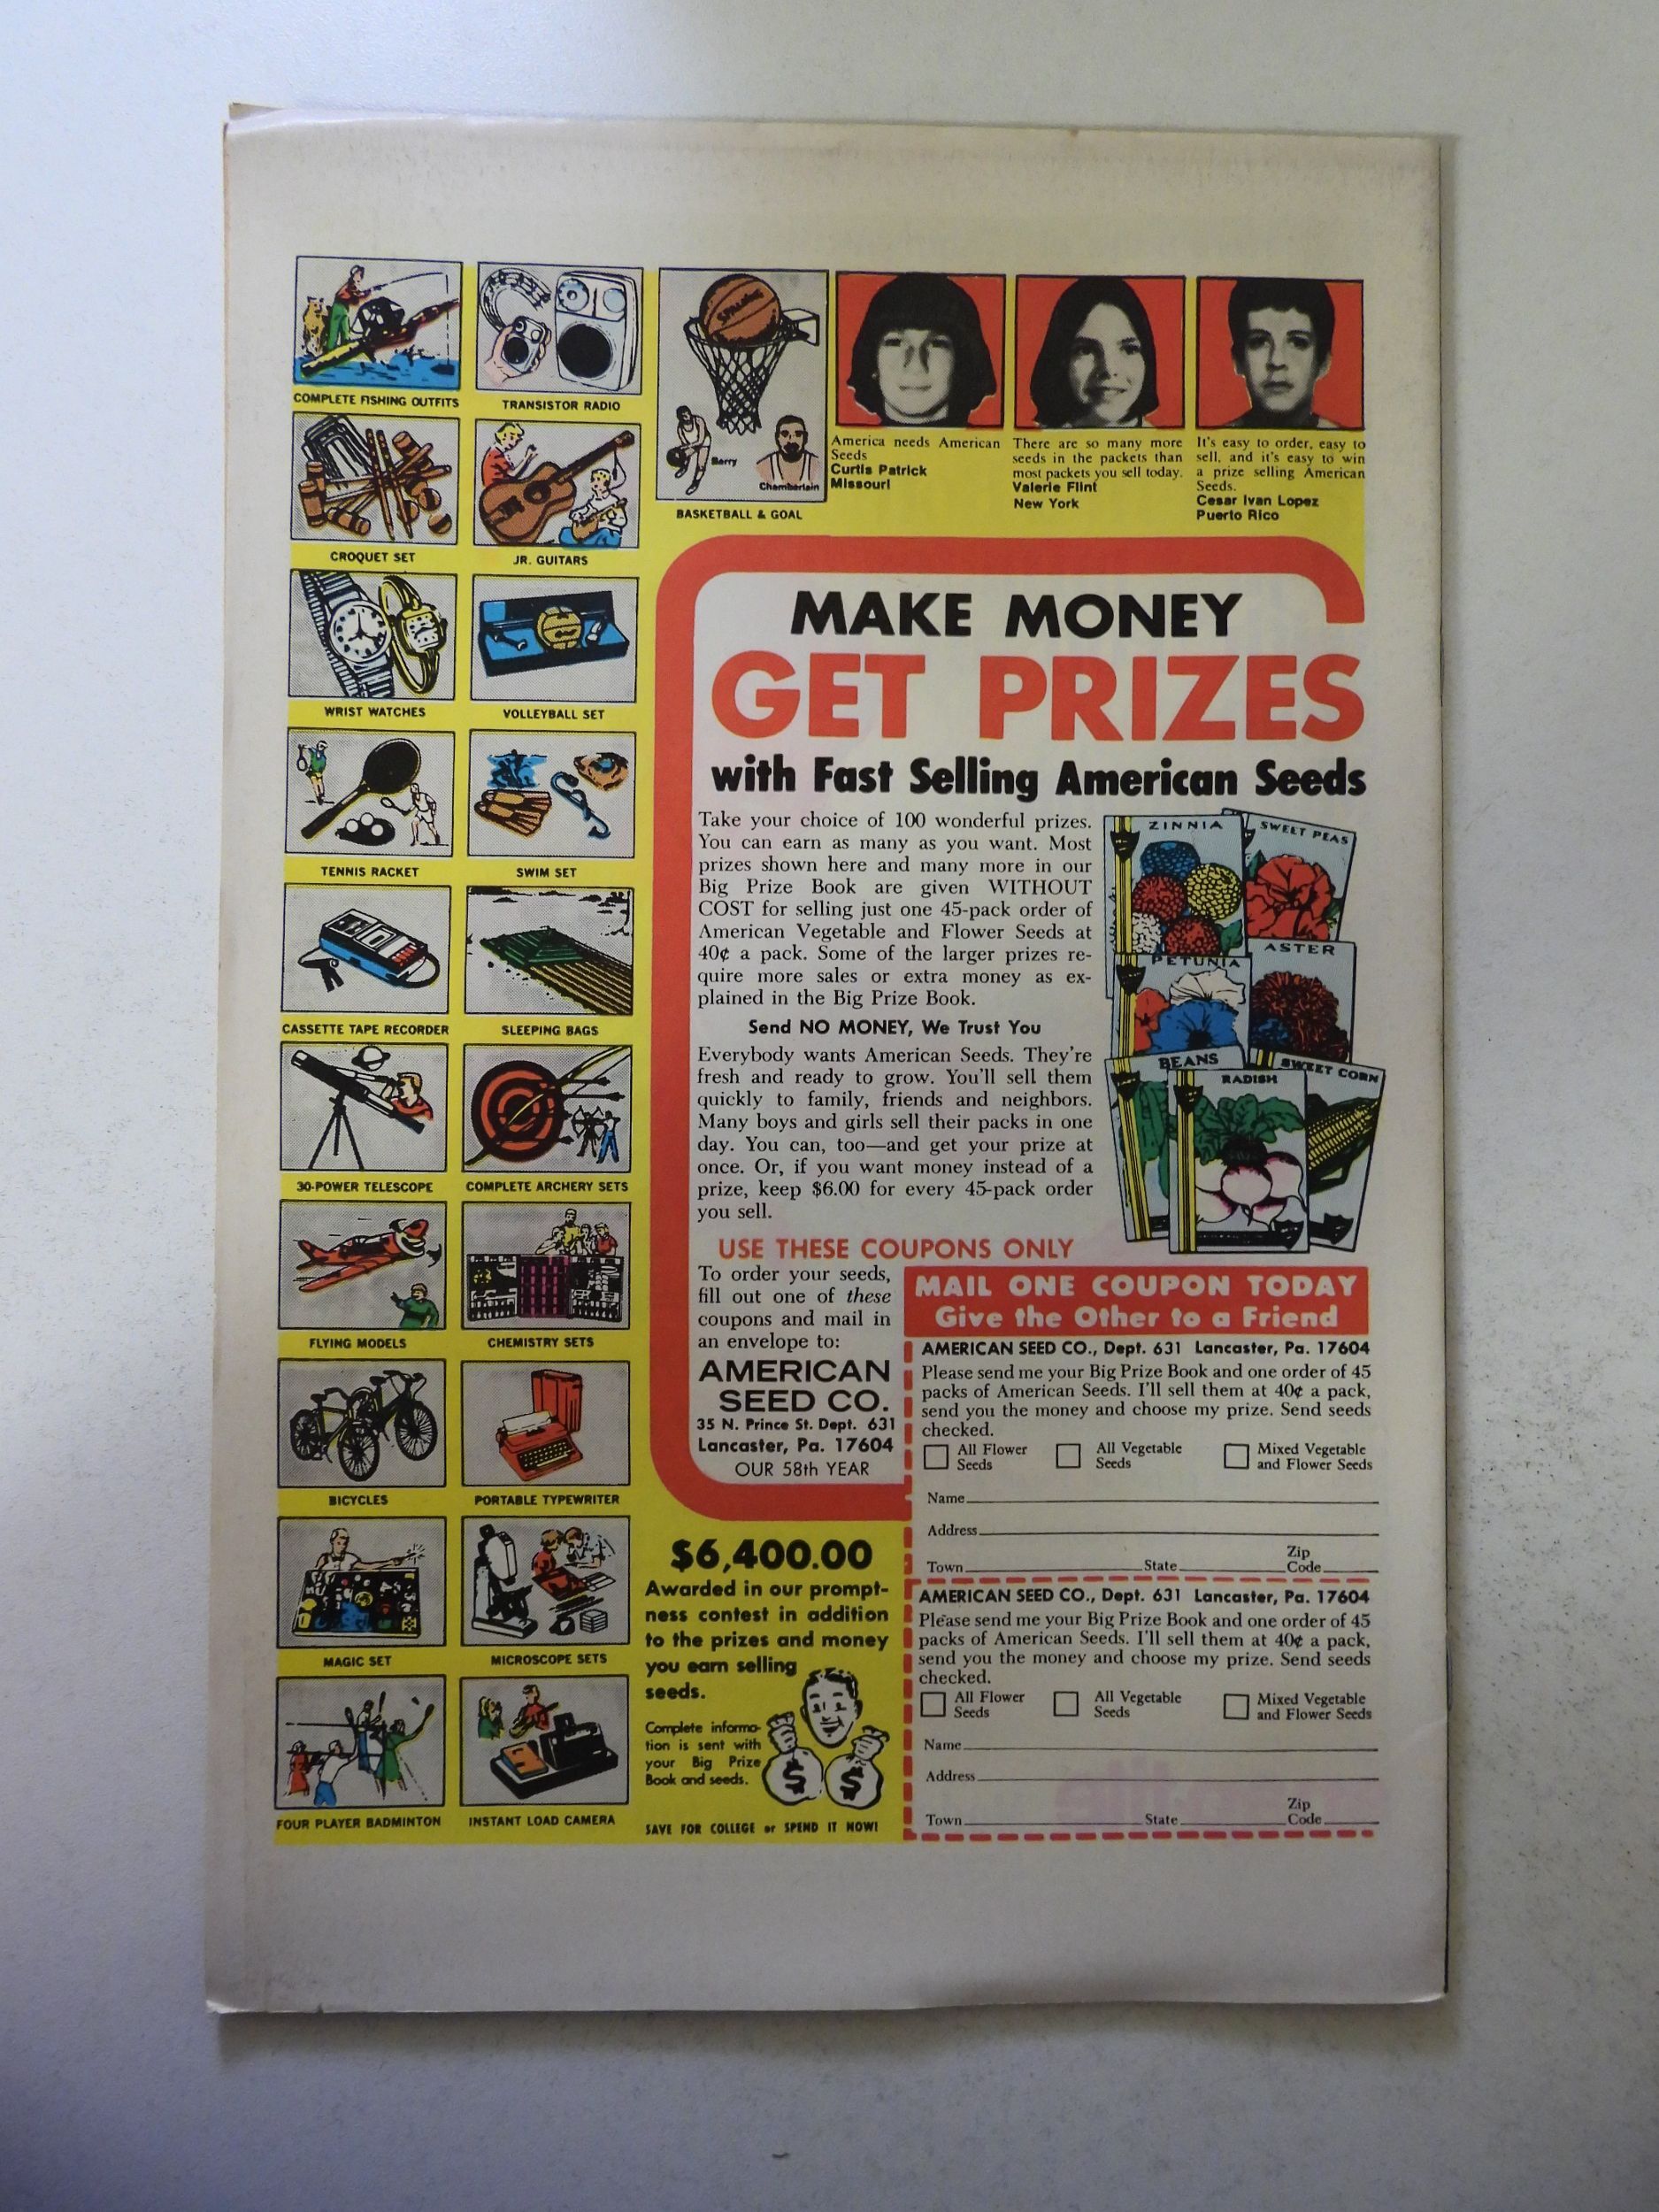 COMPLETE FISHING OUTFITS
TRANSISTOR RADIO
SPALDING
Barry
Chamberlain
BASKETBALL & GOAL
America needs American
Seeds
Curtis Patrick
Missouri
There are so many more
seeds in the packets than
most packets you sell today.
Valerie Flint
New York
It's easy to order, easy to
sell, and it's easy to win
a prize selling American
Seeds.
Cesar Ivan Lopez
Puerto Rico
CROQUET SET
JR. GUITARS
WRIST WATCHES
VOLLEYBALL SET
TENNIS RACKET
SWIM SET
CASSETTE TAPE RECORDER
SLEEPING BAGS
30-POWER TELESCOPE
COMPLETE ARCHERY SETS
FLYING MODELS
CHEMISTRY SETS
BICYCLES
PORTABLE TYPEWRITER
MAGIC SET
MICROSCOPE SETS
FOUR PLAYER BADMINTON
INSTANT LOAD CAMERA
MAKE MONEY
GET PRIZES
with Fast Selling American Seeds
Take your choice of 100 wonderful prizes.
You can earn as many as you want. Most
prizes shown here and many more in our
Big Prize Book are given WITHOUT
COST for selling just one 45-pack order of
American Vegetable and Flower Seeds at
40¢ a pack. Some of the larger prizes re-
quire more sales or extra money as ex-
plained in the Big Prize Book.
Send NO MONEY, We Trust You
Everybody wants American Seeds. They're
fresh and ready to grow. You'll sell them
quickly to family, friends and neighbors.
Many boys and girls sell their packs in one
day. You can, too—and get your prize at
once. Or, if you want money instead of a
prize, keep $6.00 for every 45-pack order
you sell.
ZINNIA
SWEET PEAS
PETUNIA
ASTER
BEANS
RADISH
SWEET CORN
USE THESE COUPONS ONLY
To order your seeds,
fill out one of these
coupons and mail in
an envelope to:
AMERICAN
SEED CO.
35 N. Prince St. Dept. 631
Lancaster, Pa. 17604
OUR 58th YEAR
$6,400.00
Awarded in our prompt-
ness contest in addition
to the prizes and money
you earn selling
seeds.
Complete informa-
tion is sent with
your Big Prize
Book and seeds.
$ $
SAVE FOR COLLEGE or SPEND IT NOW!
MAIL ONE COUPON TODAY
Give the Other to a Friend
AMERICAN SEED CO., Dept. 631 Lancaster, Pa. 17604
Please send me your Big Prize Book and one order of 45
packs of American Seeds. I'll sell them at 40¢ a pack,
send you the money and choose my prize. Send seeds
checked.
All Flower
Seeds
All Vegetable
Seeds
Mixed Vegetable
and Flower Seeds
Name
Address
Town State Zip Code
AMERICAN SEED CO., Dept. 631 Lancaster, Pa. 17604
Please send me your Big Prize Book and one order of 45
packs of American Seeds. I'll sell them at 40¢ a pack,
send you the money and choose my prize. Send seeds
checked.
All Flower
Seeds
All Vegetable
Seeds
Mixed Vegetable
and Flower Seeds
Name
Address
Town State Zip Code